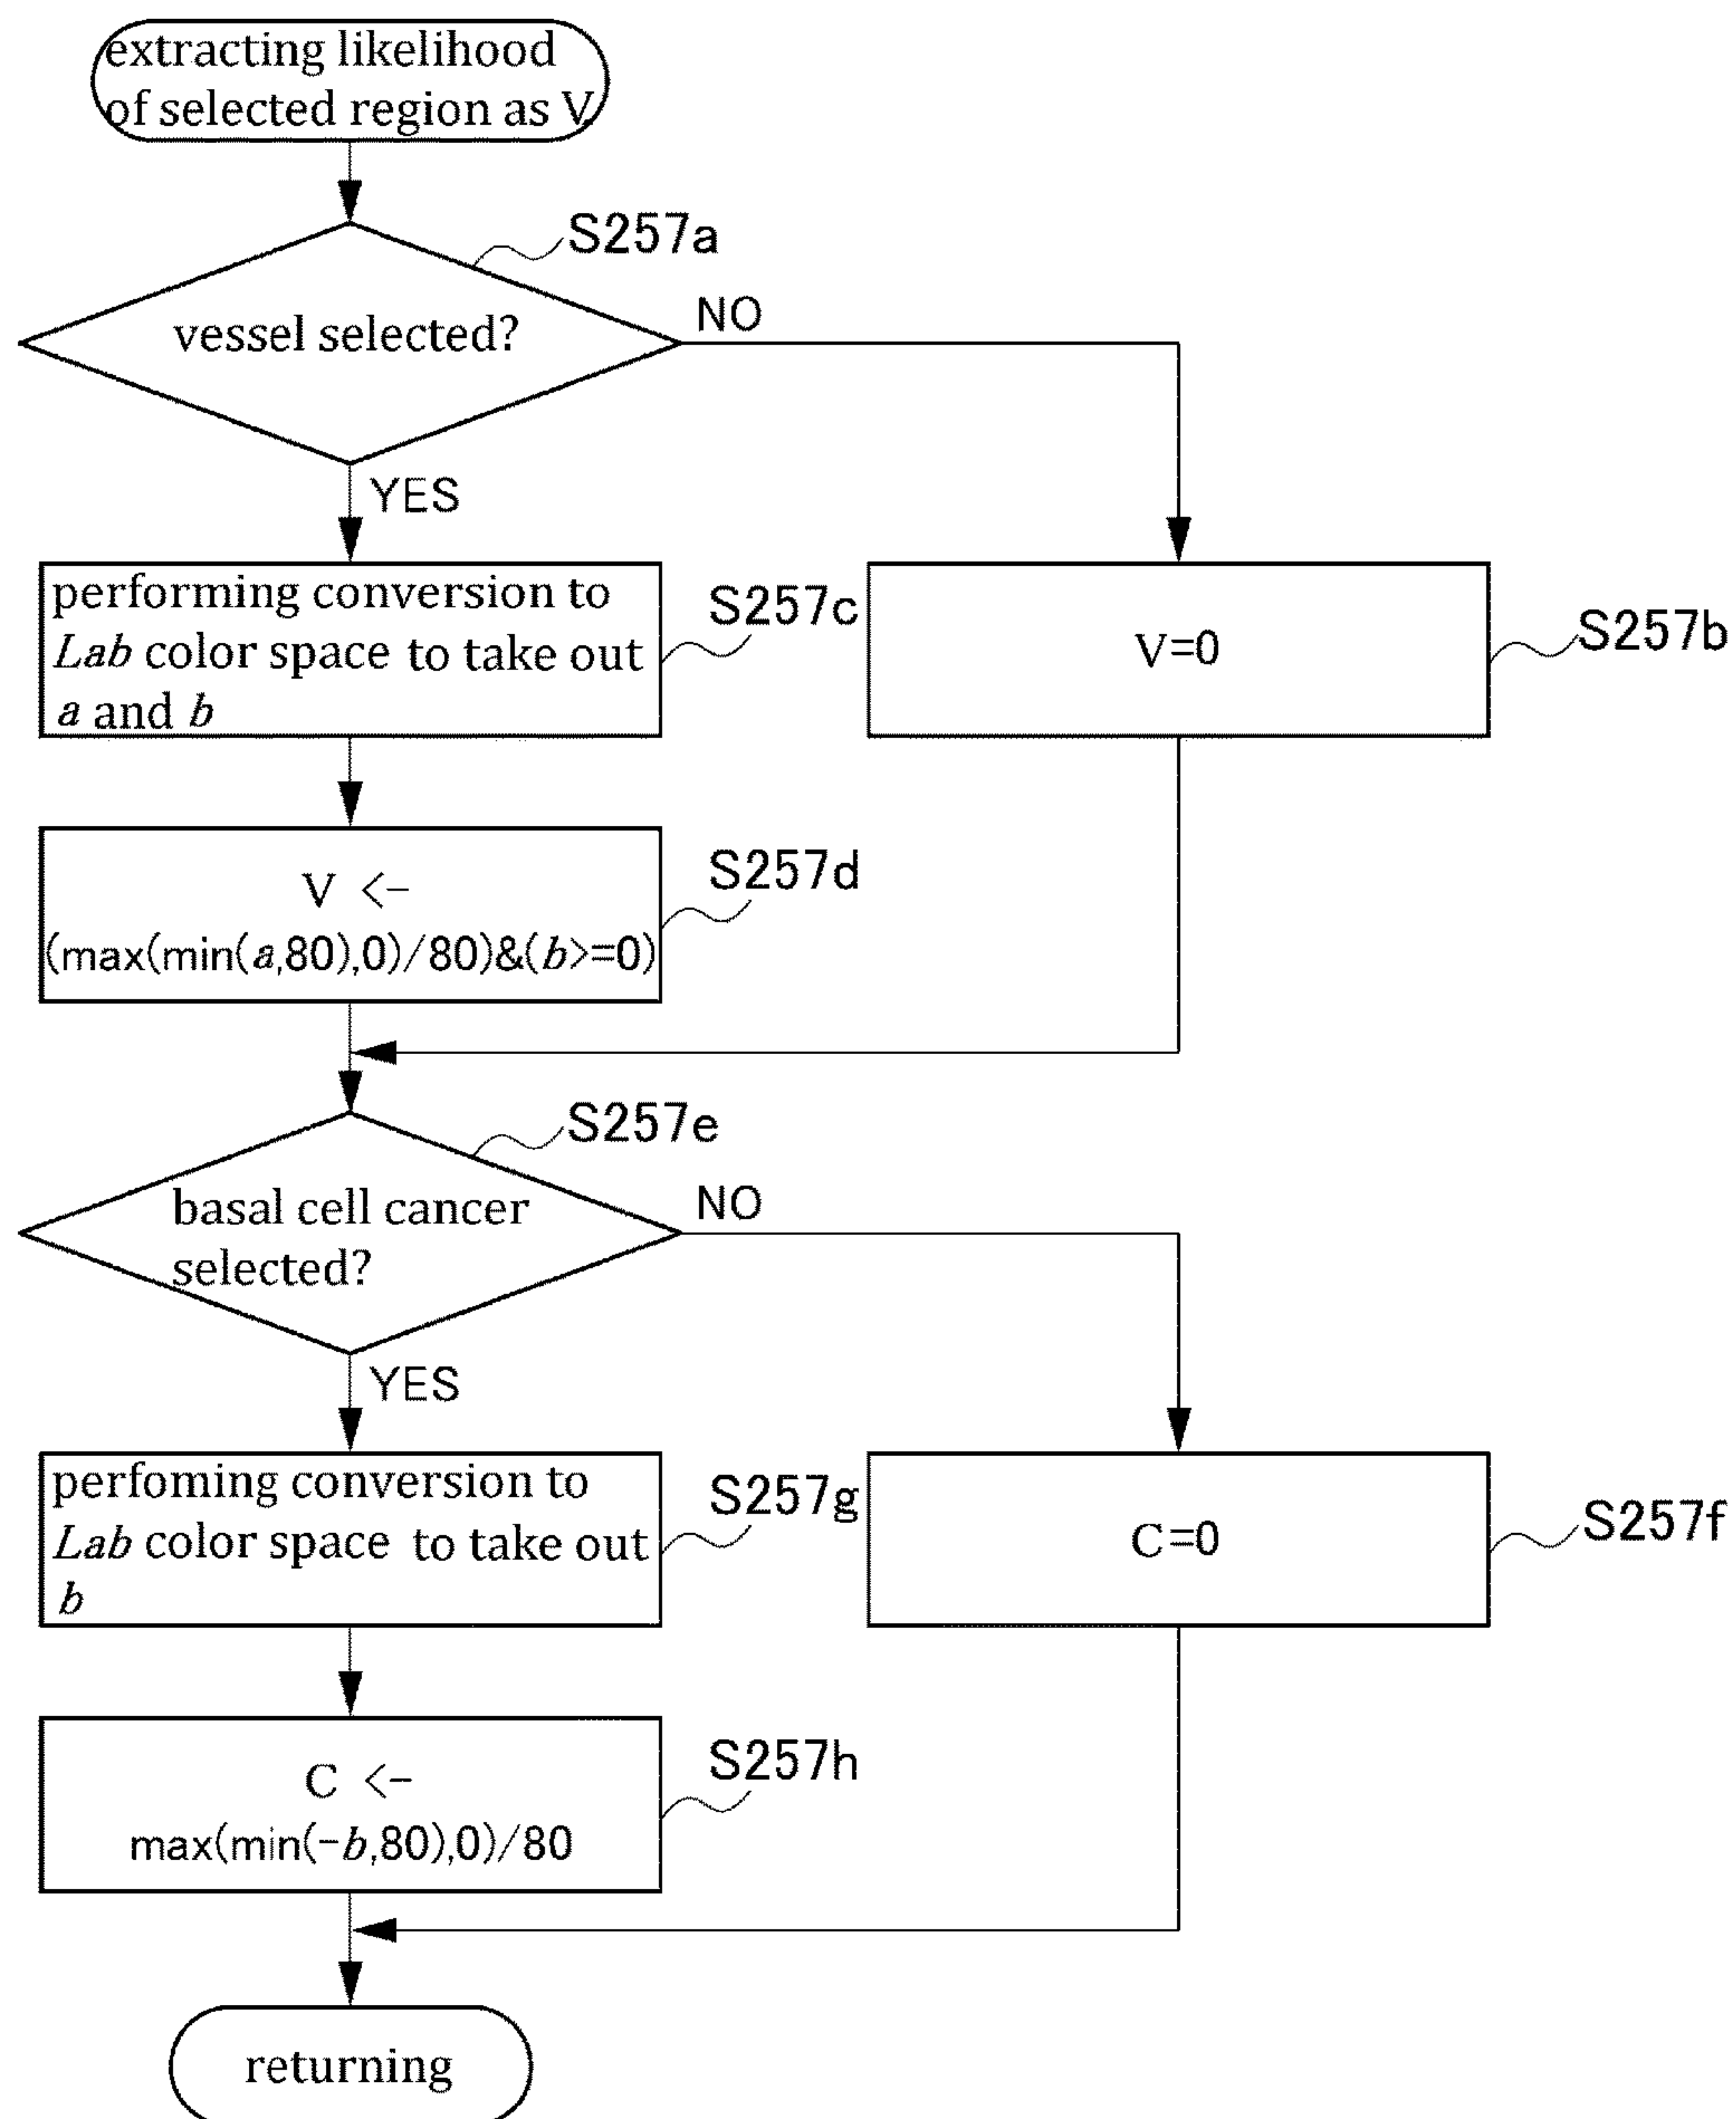 extracting likelihood
of selected region as V
S257a
vessel selected?
NO
YES
performing conversion to
Lab color space to take out
a and b
S257c
V=0
S257b
V <-
(max(min(a,80),0)/80)&(b>=0)
S257d
S257e
basal cell cancer
selected?
NO
YES
perfoming conversion to
Lab color space to take out
b
S257g
C=0
S257f
C <-
max(min(-b,80),0)/80
S257h
returning